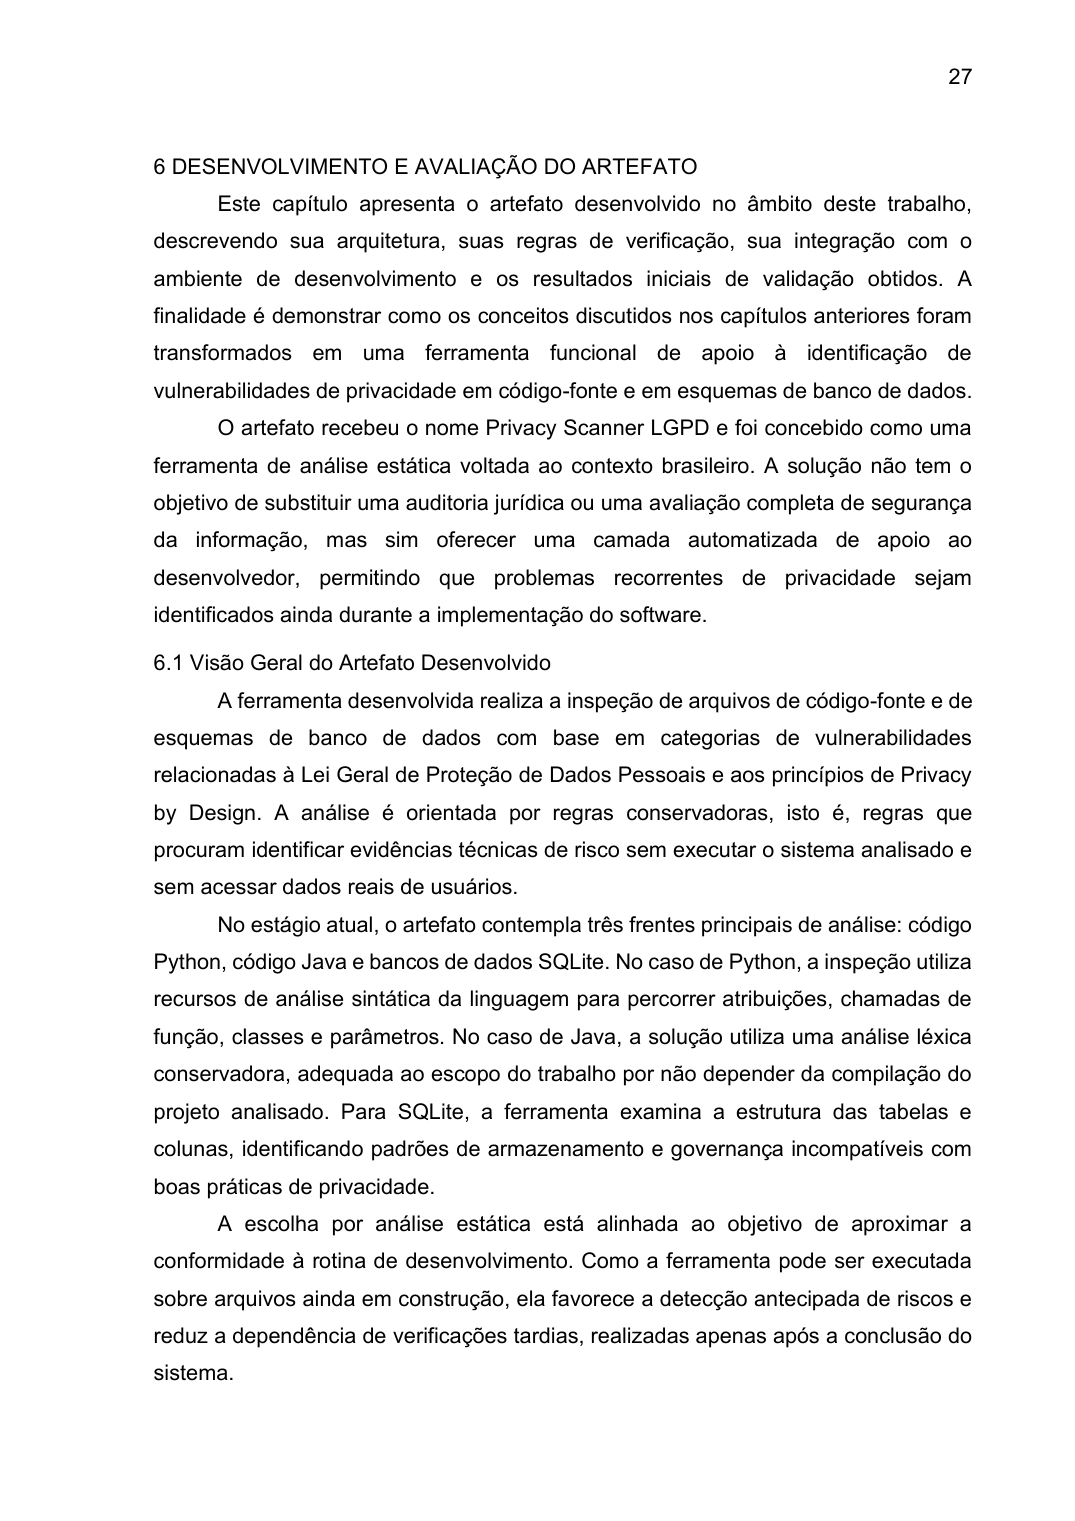 27
6 DESENVOLVIMENTO E AVALIAÇÃO DO ARTEFATO
Este capítulo apresenta o artefato desenvolvido no âmbito deste trabalho,
descrevendo sua arquitetura, suas regras de verificação, sua integração com o
ambiente de desenvolvimento e os resultados iniciais de validação obtidos. A
finalidade é demonstrar como os conceitos discutidos nos capítulos anteriores foram
transformados em uma ferramenta funcional de apoio à identificação de
vulnerabilidades de privacidade em código-fonte e em esquemas de banco de dados.
O artefato recebeu o nome Privacy Scanner LGPD e foi concebido como uma
ferramenta de análise estática voltada ao contexto brasileiro. A solução não tem o
objetivo de substituir uma auditoria jurídica ou uma avaliação completa de segurança
da informação, mas sim oferecer uma camada automatizada de apoio ao
desenvolvedor, permitindo que problemas recorrentes de privacidade sejam
identificados ainda durante a implementação do software.
6.1 Visão Geral do Artefato Desenvolvido
A ferramenta desenvolvida realiza a inspeção de arquivos de código-fonte e de
esquemas de banco de dados com base em categorias de vulnerabilidades
relacionadas à Lei Geral de Proteção de Dados Pessoais e aos princípios de Privacy
by Design. A análise é orientada por regras conservadoras, isto é, regras que
procuram identificar evidências técnicas de risco sem executar o sistema analisado e
sem acessar dados reais de usuários.
No estágio atual, o artefato contempla três frentes principais de análise: código
Python, código Java e bancos de dados SQLite. No caso de Python, a inspeção utiliza
recursos de análise sintática da linguagem para percorrer atribuições, chamadas de
função, classes e parâmetros. No caso de Java, a solução utiliza uma análise léxica
conservadora, adequada ao escopo do trabalho por não depender da compilação do
projeto analisado. Para SQLite, a ferramenta examina a estrutura das tabelas e
colunas, identificando padrões de armazenamento e governança incompatíveis com
boas práticas de privacidade.
A escolha por análise estática está alinhada ao objetivo de aproximar a
conformidade à rotina de desenvolvimento. Como a ferramenta pode ser executada
sobre arquivos ainda em construção, ela favorece a detecção antecipada de riscos e
reduz a dependência de verificações tardias, realizadas apenas após a conclusão do
sistema.